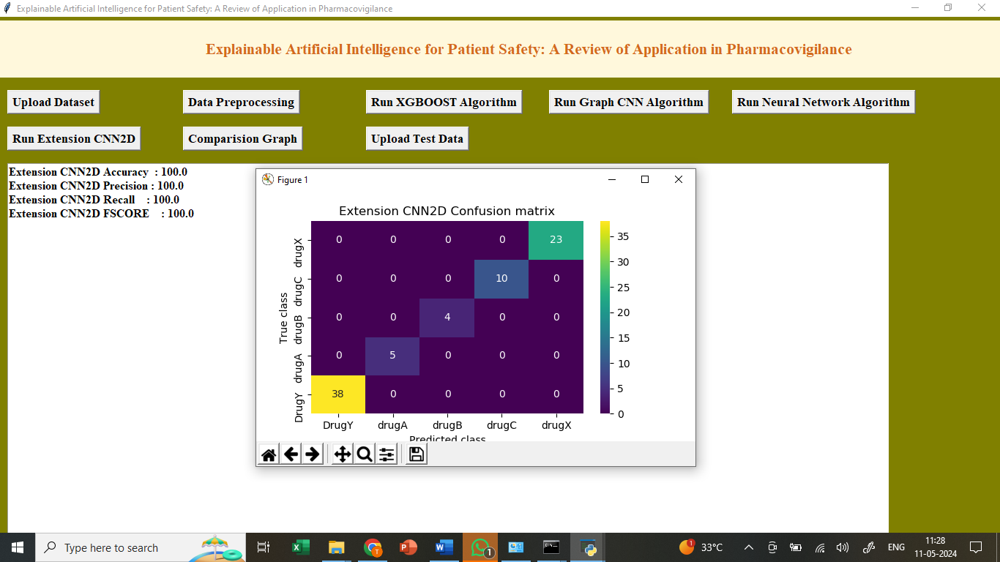 Explainable Artificial Intelligence for Patient Safety: A Review of Application in Pharmacovigilance
Explainable Artificial Intelligence for Patient Safety: A Review of Application in Pharmacovigilance
Upload Dataset Data Preprocessing Run XGBOOST Algorithm Run Graph CNN Algorithm Run Neural Network Algorithm
Run Extension CNN2D Comparision Graph Upload Test Data
Extension CNN2D Accuracy : 100.0
Extension CNN2D Precision : 100.0
Extension CNN2D Recall : 100.0
Extension CNN2D FSCORE : 100.0
Figure 1
Extension CNN2D Confusion matrix
True class
drugX 0 0 0 0 23
drugC 0 0 0 10 0
drugB 0 0 4 0 0
drugA 0 5 0 0 0
DrugY 38 0 0 0 0
DrugY drugA drugB drugC drugX
Predicted class
35
30
25
20
15
10
5
0
Type here to search
1
1
33°C
ENG
11:28
11-05-2024